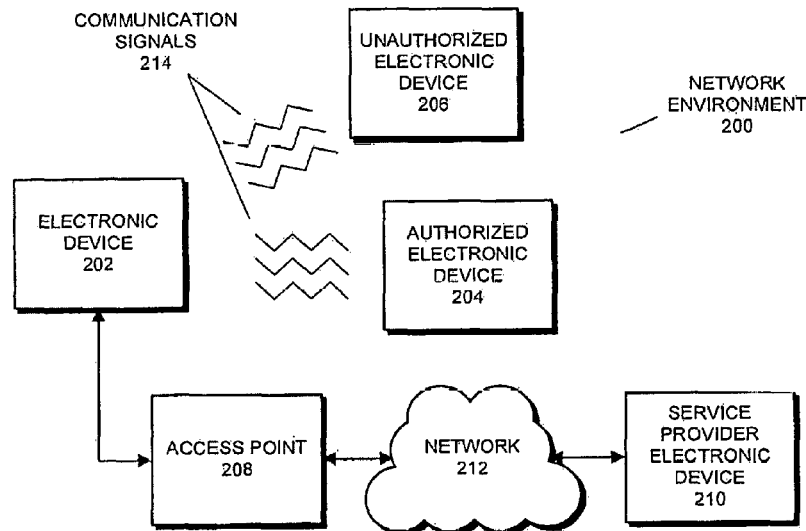 COMMUNICATION
SIGNALS
214
UNAUTHORIZED
ELECTRONIC
DEVICE
206
NETWORK
ENVIRONMENT
200
ELECTRONIC
DEVICE
202
AUTHORIZED
ELECTRONIC
DEVICE
204
ACCESS POINT
208
NETWORK
212
SERVICE
PROVIDER
ELECTRONIC
DEVICE
210